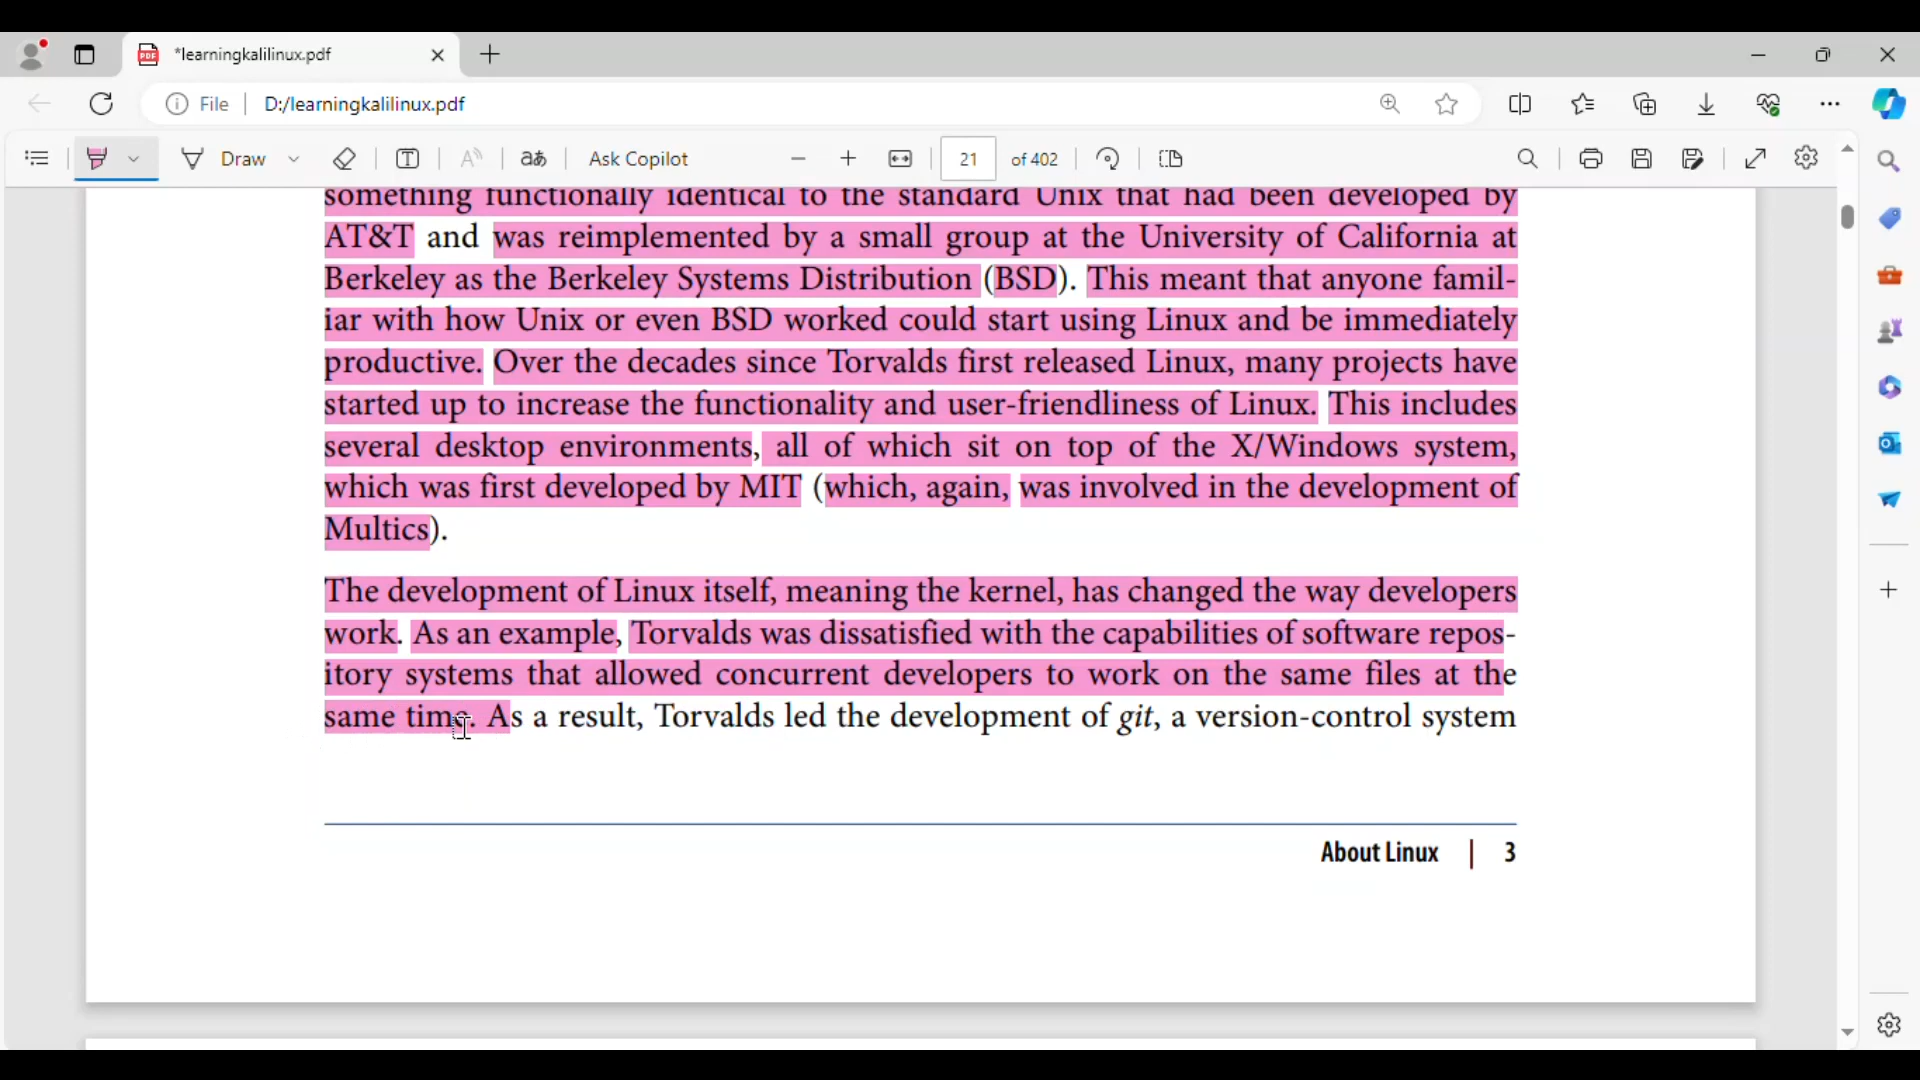 *learningkalilinux.pdf
File
D:/learningkalilinux.pdf
Draw
aあ
Ask Copilot
21
of 402
something functionally identical to the standard Unix that had been developed by
AT&T and was reimplemented by a small group at the University of California at
Berkeley as the Berkeley Systems Distribution (BSD). This meant that anyone famil-
iar with how Unix or even BSD worked could start using Linux and be immediately
productive. Over the decades since Torvalds first released Linux, many projects have
started up to increase the functionality and user-friendliness of Linux. This includes
several desktop environments, all of which sit on top of the X/Windows system,
which was first developed by MIT (which, again, was involved in the development of
Multics).
The development of Linux itself, meaning the kernel, has changed the way developers
work. As an example, Torvalds was dissatisfied with the capabilities of software repos-
itory systems that allowed concurrent developers to work on the same files at the
same time. As a result, Torvalds led the development of git, a version-control system
About Linux | 3